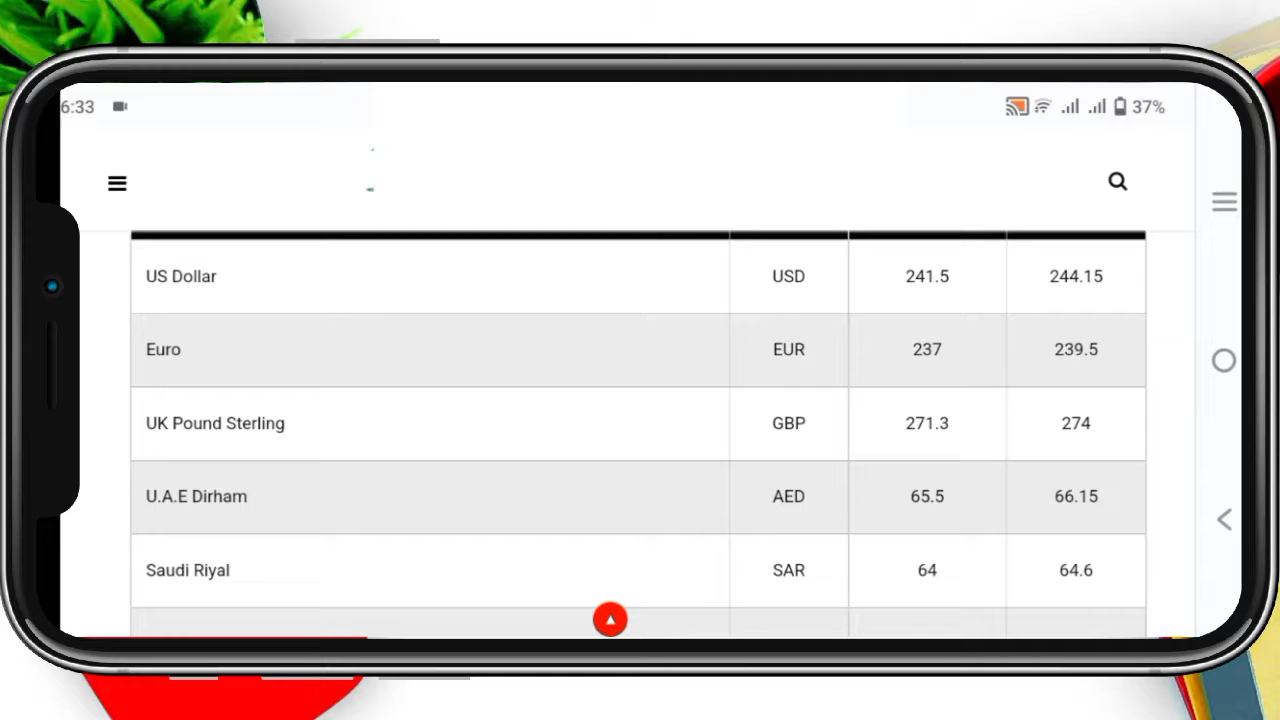 6:33
37%
US Dollar USD 241.5 244.15
Euro EUR 237 239.5
UK Pound Sterling GBP 271.3 274
U.A.E Dirham AED 65.5 66.15
Saudi Riyal SAR 64 64.6